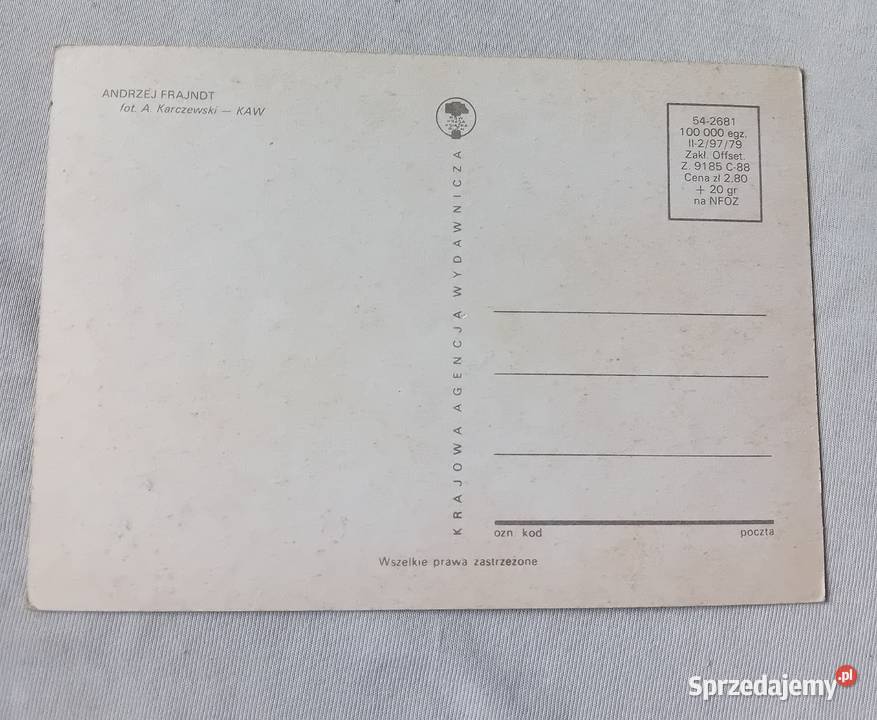 ANDRZEJ FRAJNDT
fot. A. Karczewski — KAW
KRAJOWA AGENCJA WYDAWNICZA
54-2681
100 000 egz.
II-2/97/79
Zakł. Offset.
Z. 9185 C-88
Cena zł 2.80
+ 20 gr
na NFOZ
ozn. kod
poczta
Wszelkie prawa zastrzeżone
Sprzedajemy.pl